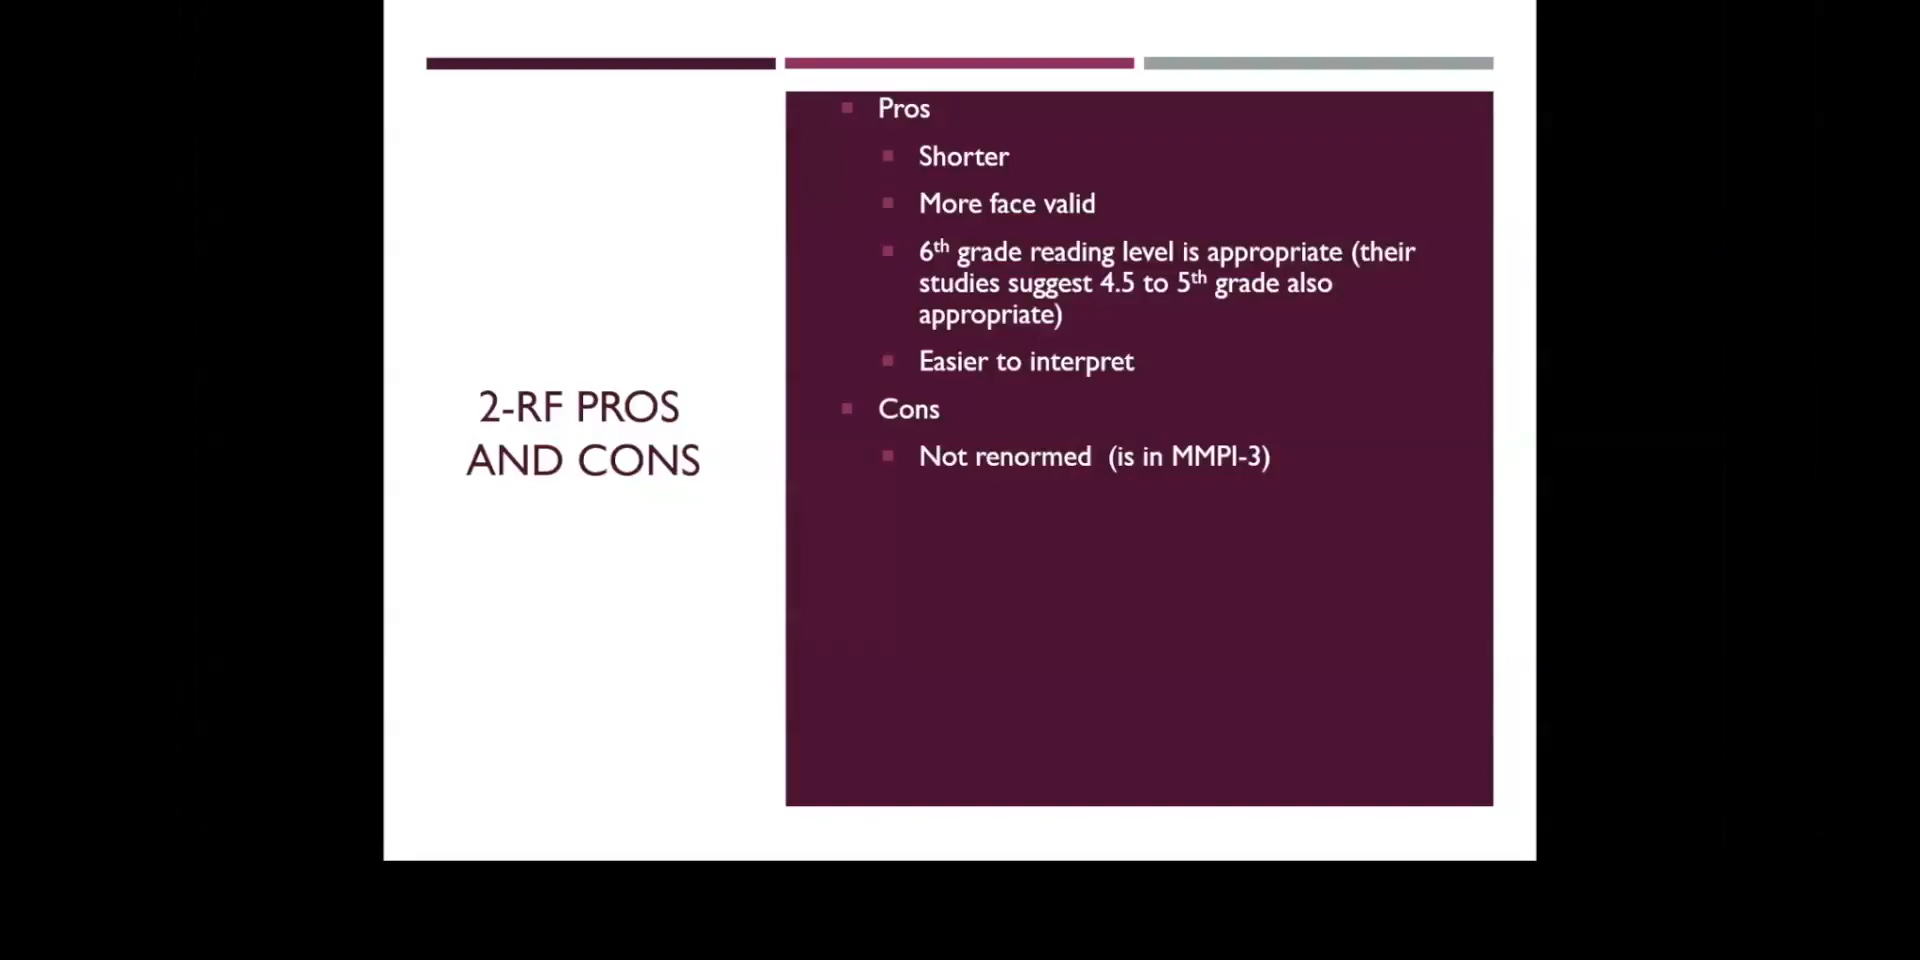 2-RF PROS
AND CONS
Pros
Shorter
More face valid
6th grade reading level is appropriate (their
studies suggest 4.5 to 5th grade also
appropriate)
Easier to interpret
Cons
Not renormed  (is in MMPI-3)